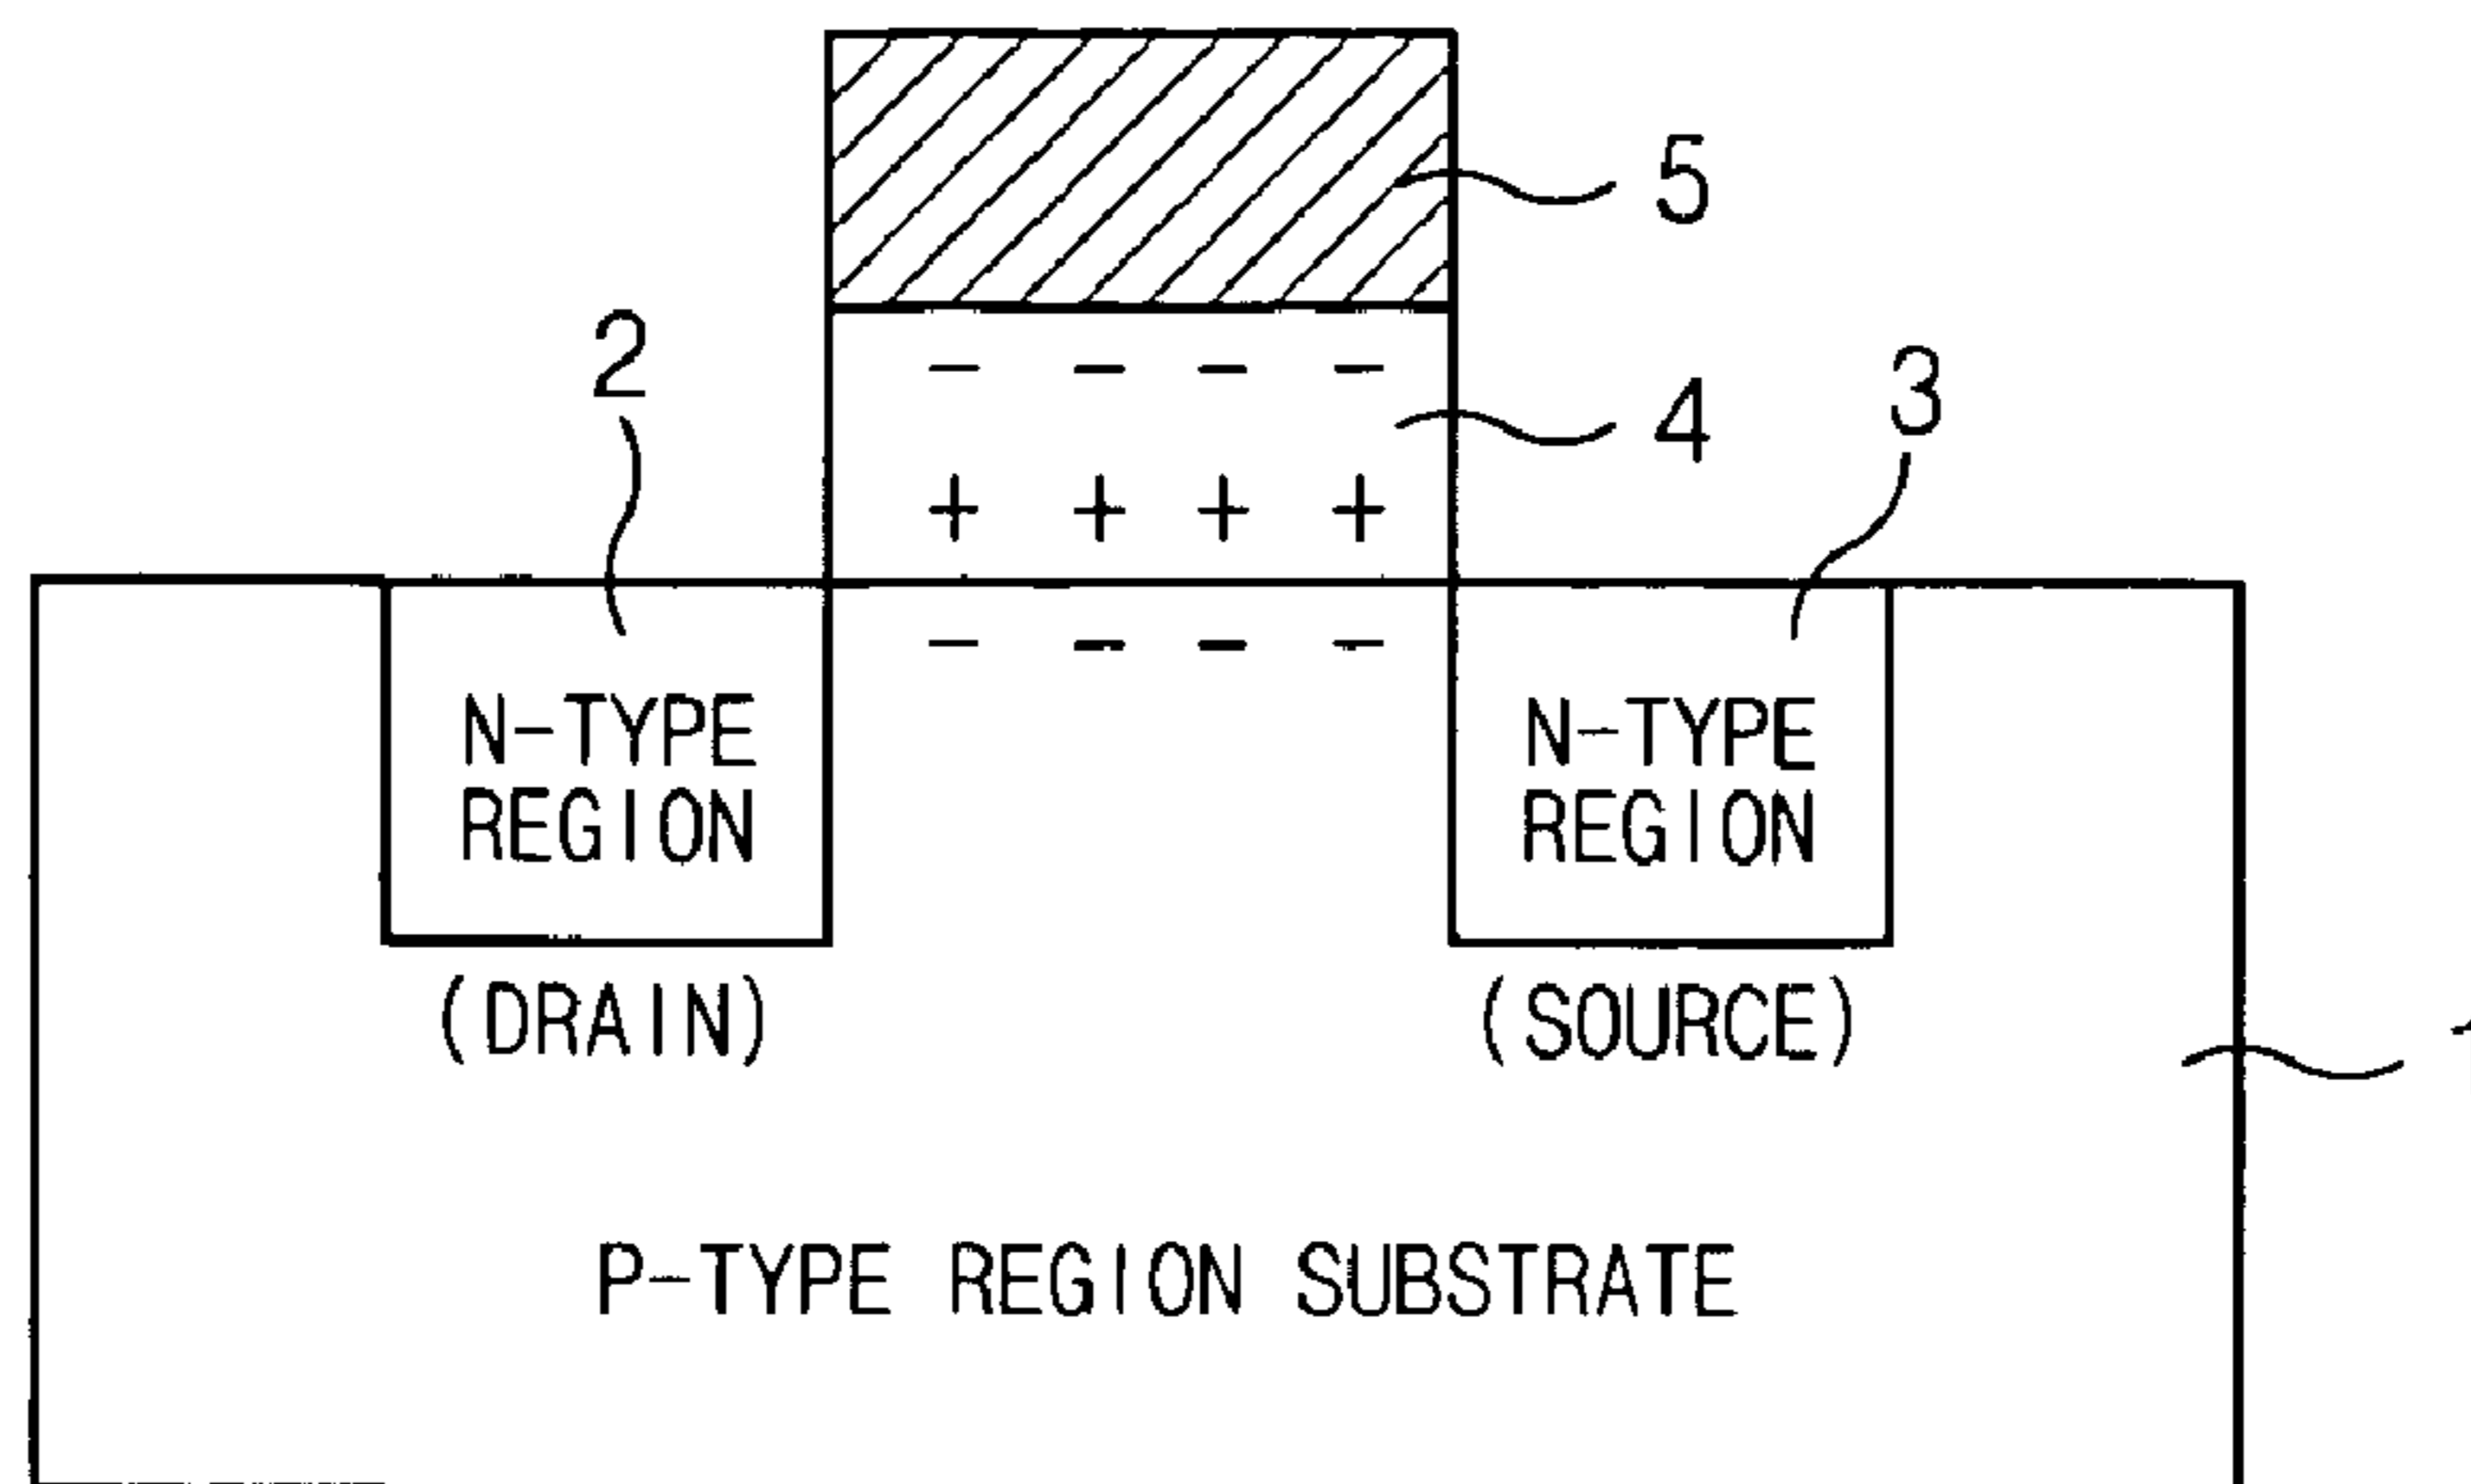 5
2
- - - -
4
3
+ + + +
- - - -
N-TYPE
REGION
N-TYPE
REGION
(DRAIN)
(SOURCE)
P-TYPE REGION SUBSTRATE